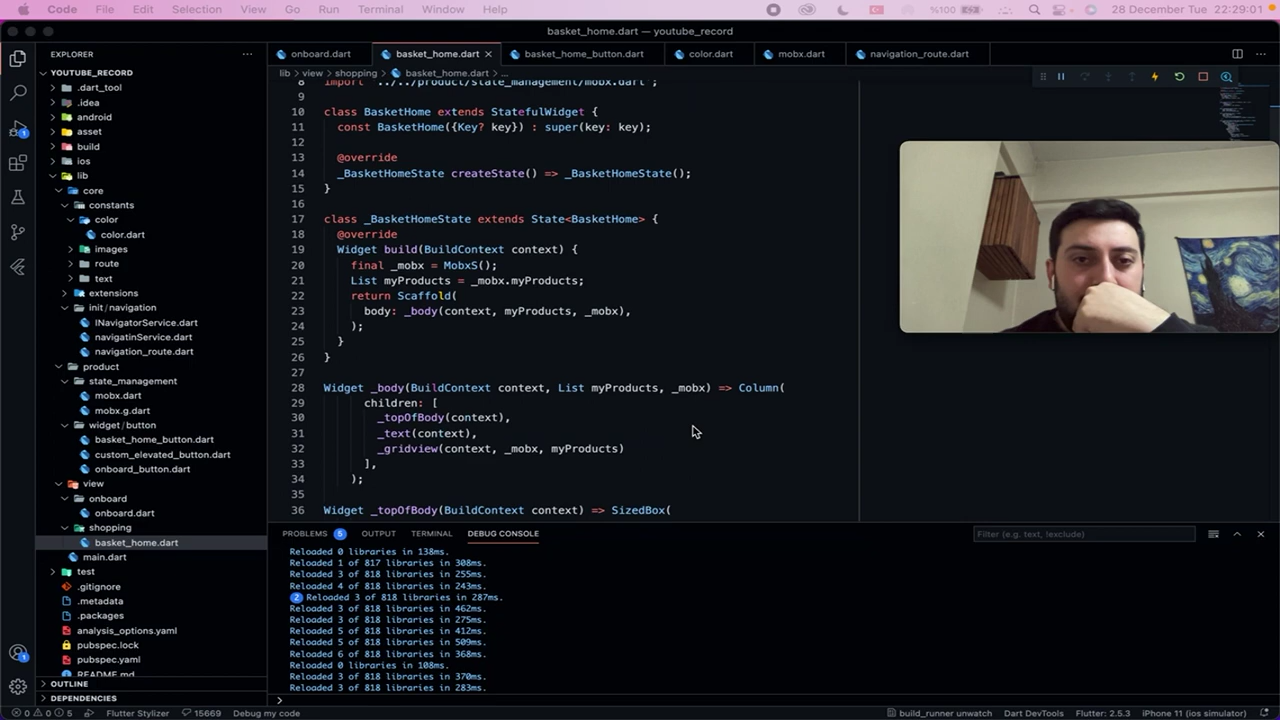 Code File Edit Selection View Go Run Terminal Window Help %100 28 December Tue 22:29:01
basket_home.dart — youtube_record
EXPLORER
onboard.dart basket_home.dart basket_home_button.dart color.dart mobx.dart navigation_route.dart
lib > view > shopping > basket_home.dart > ...
YOUTUBE_RECORD
.dart_tool
.idea
android
asset
build
ios
lib
core
constants
color
color.dart
images
route
text
extensions
init / navigation
INavigatorService.dart
navigatinService.dart
navigation_route.dart
product
state_management
mobx.dart
mobx.g.dart
widget / button
basket_home_button.dart
custom_elevated_button.dart
onboard_button.dart
view
onboard
onboard.dart
shopping
basket_home.dart
main.dart
test
.gitignore
.metadata
.packages
analysis_options.yaml
pubspec.lock
pubspec.yaml
README.md
OUTLINE
DEPENDENCIES
8 import '../../product/state_management/mobx.dart';
9
10 class BasketHome extends StatefulWidget {
11 const BasketHome({Key? key}) : super(key: key);
12
13 @override
14 _BasketHomeState createState() => _BasketHomeState();
15 }
16
17 class _BasketHomeState extends State<BasketHome> {
18 @override
19 Widget build(BuildContext context) {
20 final _mobx = MobxS();
21 List myProducts = _mobx.myProducts;
22 return Scaffold(
23 body: _body(context, myProducts, _mobx),
24 );
25 }
26 }
27
28 Widget _body(BuildContext context, List myProducts, _mobx) => Column(
29 children: [
30 _topOfBody(context),
31 _text(context),
32 _gridview(context, _mobx, myProducts)
33 ],
34 );
35
36 Widget _topOfBody(BuildContext context) => SizedBox(
PROBLEMS 5 OUTPUT TERMINAL DEBUG CONSOLE Filter (e.g. text, !exclude)
Reloaded 0 libraries in 138ms.
Reloaded 1 of 817 libraries in 308ms.
Reloaded 3 of 818 libraries in 255ms.
Reloaded 4 of 818 libraries in 243ms.
2 Reloaded 3 of 818 libraries in 287ms.
Reloaded 3 of 818 libraries in 462ms.
Reloaded 3 of 818 libraries in 275ms.
Reloaded 5 of 818 libraries in 412ms.
Reloaded 5 of 818 libraries in 509ms.
Reloaded 6 of 818 libraries in 368ms.
Reloaded 0 libraries in 108ms.
Reloaded 3 of 818 libraries in 370ms.
Reloaded 3 of 818 libraries in 283ms.
>
0 0 5 Flutter Stylizer 15669 Debug my code build_runner unwatch Dart DevTools Flutter: 2.5.3 iPhone 11 (ios simulator)